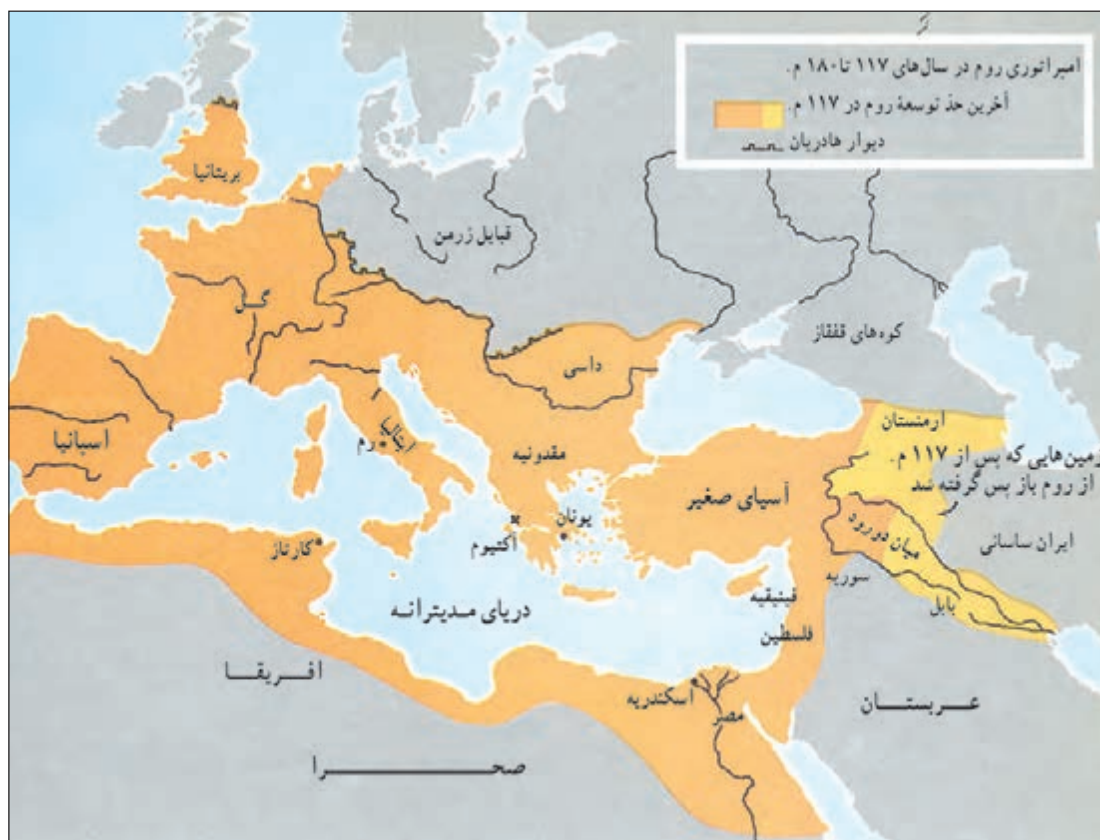 امپراتوری روم در سال‌های ۱۱۷ تا ۱۸۰ م.
آخرین حدّ توسعهٔ روم در ۱۱۷ م.
دیوار هادریان
بریتانیا
قبایل ژرمن
گل
کوه‌های قفقاز
داسی
ارمنستان
اسپانیا
ایتالیا
رم
مقدونیه
زمین‌هایی که پس از ۱۱۷ م.
از روم باز پس گرفته شد
آسیای صغیر
یونان
آکتیوم
کارتاژ
میان دو رود
ایران ساسانی
سوریه
فینیقیه
بابل
دریای مدیترانه
فلسطین
افریقا
اسکندریه
مصر
عربستان
صحرا